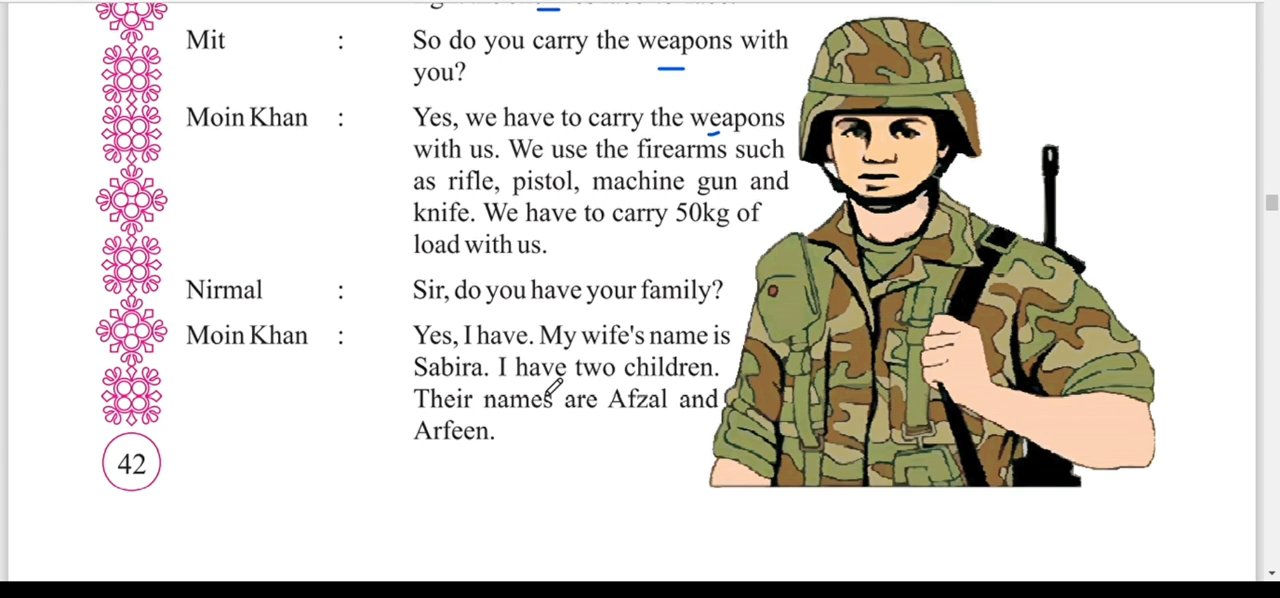 Mit : So do you carry the weapons with
you?
Moin Khan : Yes, we have to carry the weapons
with us. We use the firearms such
as rifle, pistol, machine gun and
knife. We have to carry 50kg of
load with us.
Nirmal : Sir, do you have your family?
Moin Khan : Yes, I have. My wife's name is
Sabira. I have two children.
Their names are Afzal and
Arfeen.
42